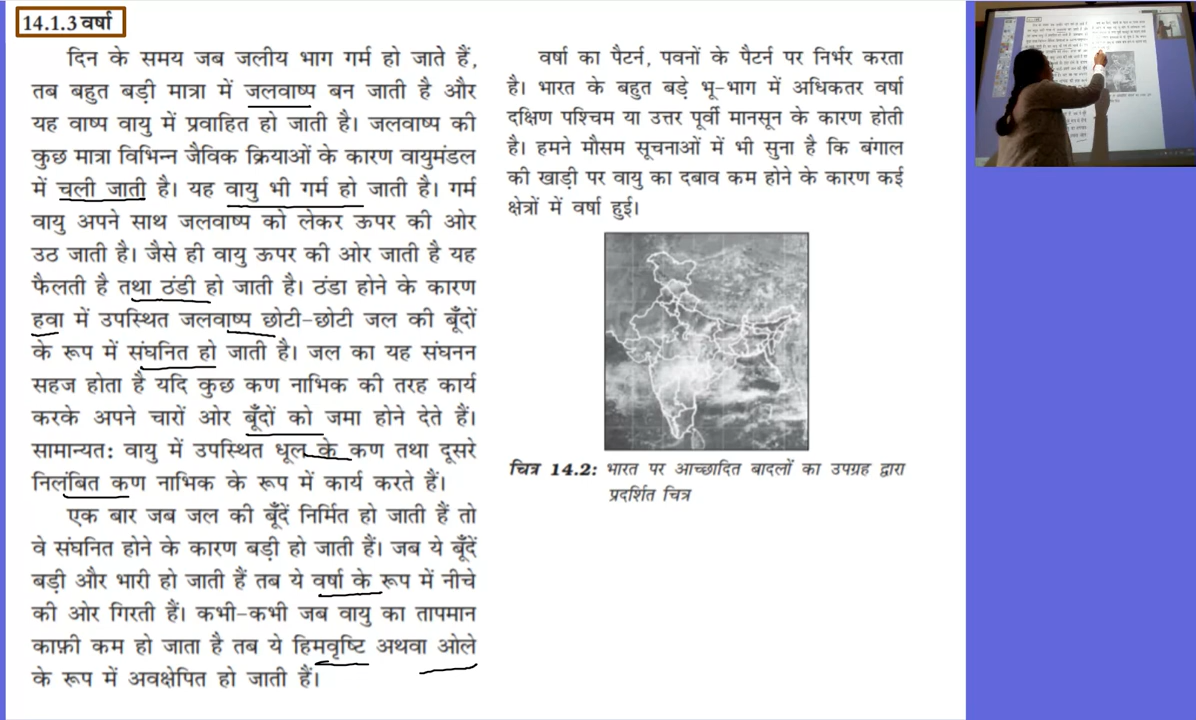 14.1.3 वर्षा
दिन के समय जब जलीय भाग गर्म हो जाते हैं,
तब बहुत बड़ी मात्रा में जलवाष्प बन जाती है और
यह वाष्प वायु में प्रवाहित हो जाती है। जलवाष्प की
कुछ मात्रा विभिन्न जैविक क्रियाओं के कारण वायुमंडल
में चली जाती है। यह वायु भी गर्म हो जाती है। गर्म
वायु अपने साथ जलवाष्प को लेकर ऊपर की ओर
उठ जाती है। जैसे ही वायु ऊपर की ओर जाती है यह
फैलती है तथा ठंडी हो जाती है। ठंडा होने के कारण
हवा में उपस्थित जलवाष्प छोटी-छोटी जल की बूँदों
के रूप में संघनित हो जाती है। जल का यह संघनन
सहज होता है यदि कुछ कण नाभिक की तरह कार्य
करके अपने चारों ओर बूँदों को जमा होने देते हैं।
सामान्यत: वायु में उपस्थित धूल के कण तथा दूसरे
निलंबित कण नाभिक के रूप में कार्य करते हैं।
एक बार जब जल की बूँदें निर्मित हो जाती हैं तो
वे संघनित होने के कारण बड़ी हो जाती हैं। जब ये बूँदें
बड़ी और भारी हो जाती हैं तब ये वर्षा के रूप में नीचे
की ओर गिरती हैं। कभी-कभी जब वायु का तापमान
काफ़ी कम हो जाता है तब ये हिमवृष्टि अथवा ओले
के रूप में अवक्षेपित हो जाती हैं।
वर्षा का पैटर्न, पवनों के पैटर्न पर निर्भर करता
है। भारत के बहुत बड़े भू-भाग में अधिकतर वर्षा
दक्षिण पश्चिम या उत्तर पूर्वी मानसून के कारण होती
है। हमने मौसम सूचनाओं में भी सुना है कि बंगाल
की खाड़ी पर वायु का दबाव कम होने के कारण कई
क्षेत्रों में वर्षा हुई।
चित्र 14.2: भारत पर आच्छादित बादलों का उपग्रह द्वारा
प्रदर्शित चित्र